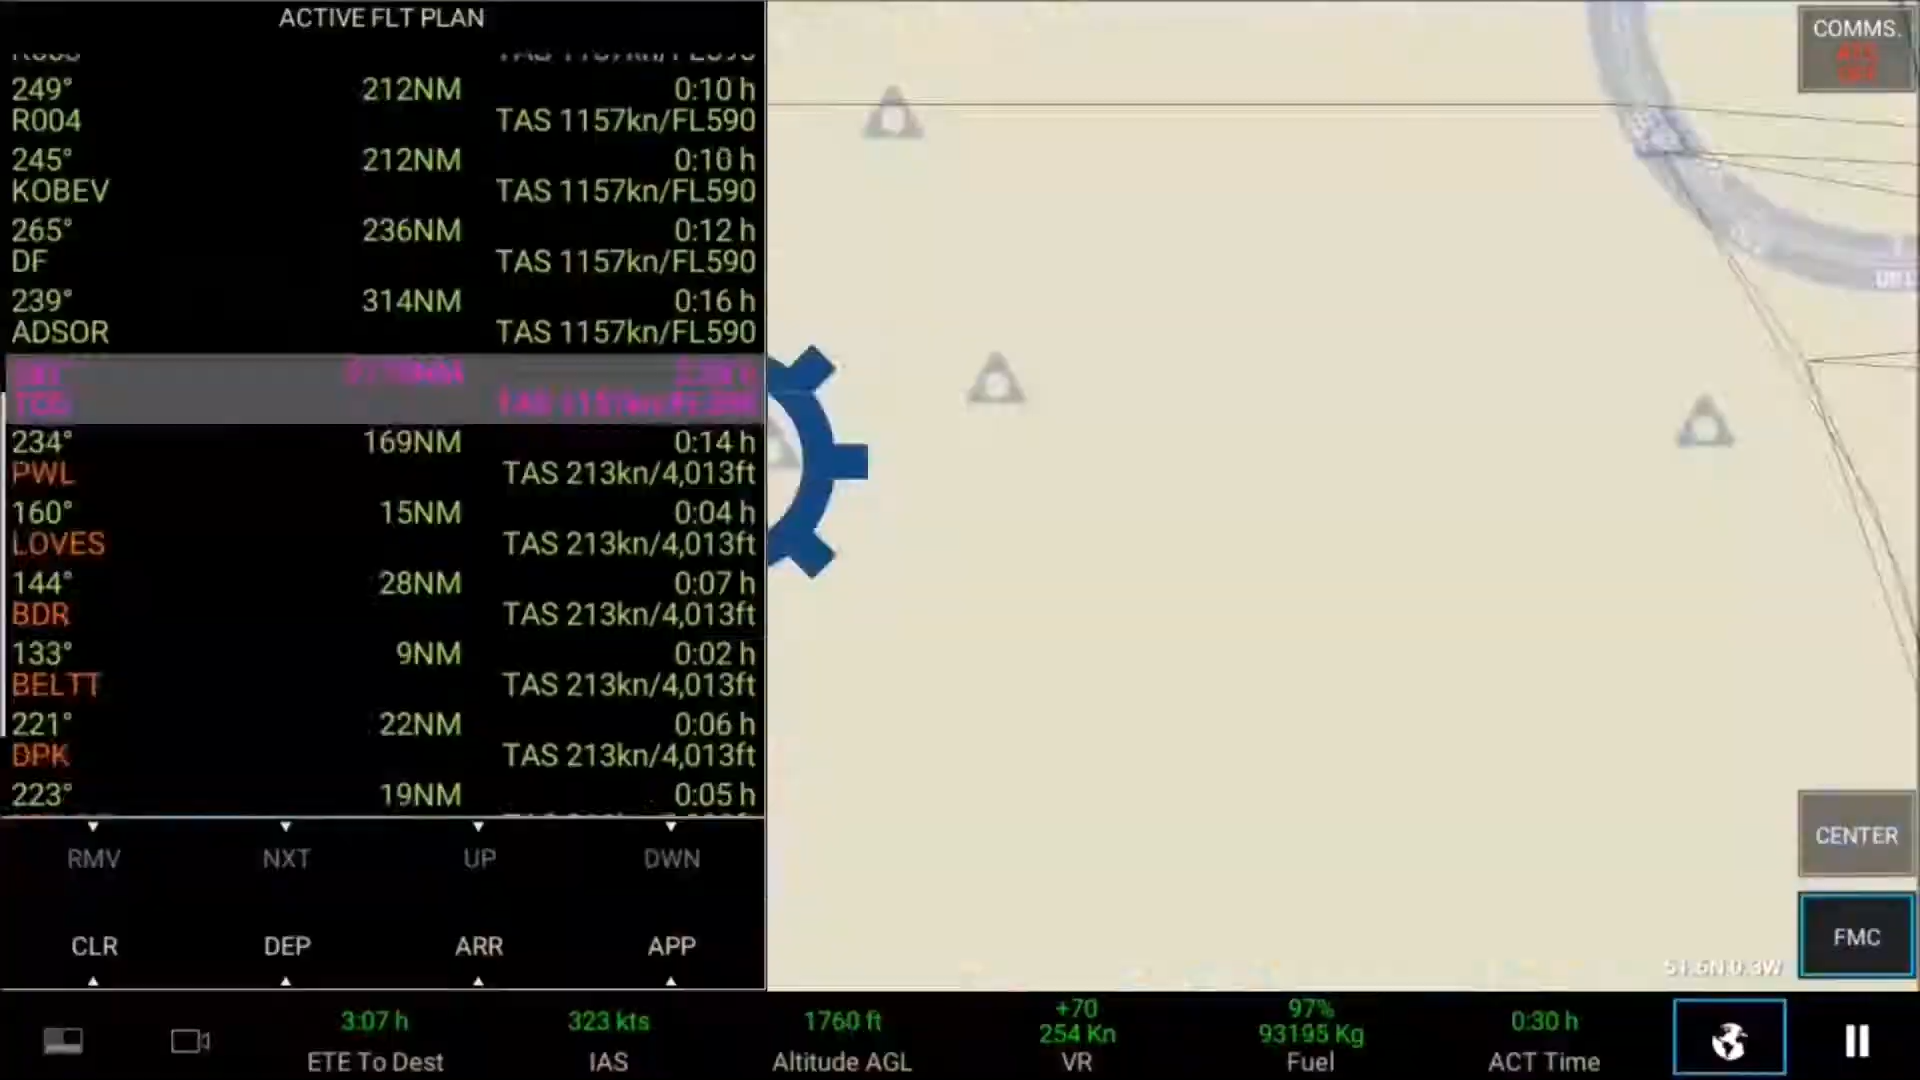 ACTIVE FLT PLAN
249° 212NM 0:10 h
R004 TAS 1157kn/FL590
245° 212NM 0:10 h
KOBEV TAS 1157kn/FL590
265° 236NM 0:12 h
DF TAS 1157kn/FL590
239° 314NM 0:16 h
ADSOR TAS 1157kn/FL590
234° 169NM 0:14 h
PWL TAS 213kn/4,013ft
160° 15NM 0:04 h
LOVES TAS 213kn/4,013ft
144° 28NM 0:07 h
BDR TAS 213kn/4,013ft
133° 9NM 0:02 h
BELTT TAS 213kn/4,013ft
221° 22NM 0:06 h
DPK TAS 213kn/4,013ft
223° 19NM 0:05 h
RMV NXT UP DWN
CLR DEP ARR APP
COMMS.
CENTER
FMC
51.6N 0.3W
3:07 h
ETE To Dest
323 kts
IAS
1760 ft
Altitude AGL
+70
254 Kn
VR
97%
93195 Kg
Fuel
0:30 h
ACT Time